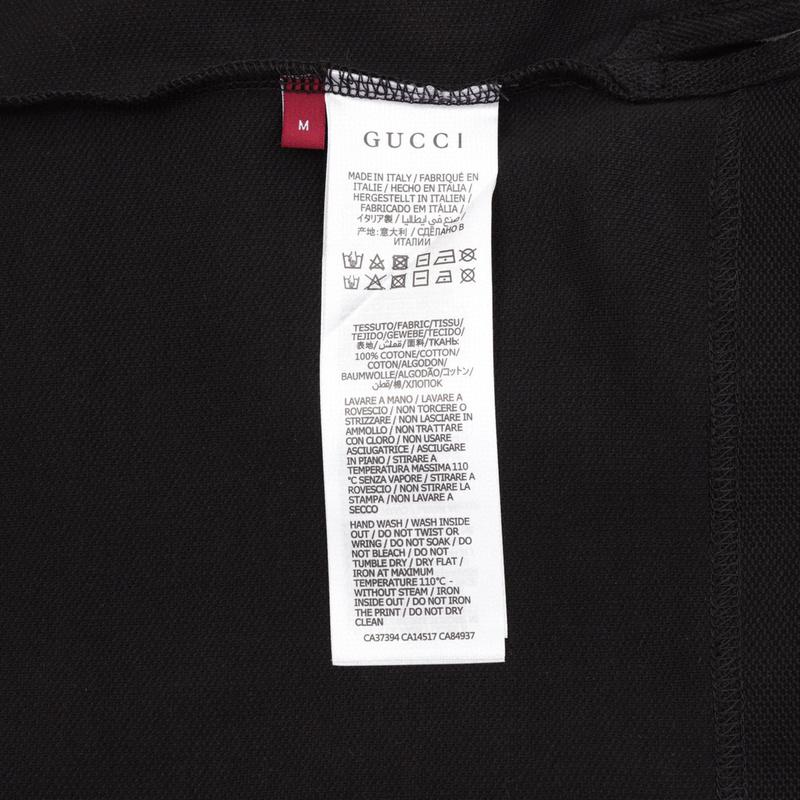 M
GUCCI
MADE IN ITALY / FABRIQUÉ EN
ITALIE / HECHO EN ITALIA /
HERGESTELLT IN ITALIEN /
FABRICADO EM ITÁLIA /
イタリア製 / صنع في ايطاليا /
产地: 意大利 / СДЕЛАНО В
ИТАЛИИ
TESSUTO/FABRIC/TISSU/
TEJIDO/GEWEBE/TECIDO/
表地/قماش/面料/ТКАНЬ:
100% COTONE/COTTON/
COTON/ALGODON/
BAUMWOLLE/ALGODÃO/コットン/
قطن/棉/ХЛОПОК
LAVARE A MANO / LAVARE A
ROVESCIO / NON TORCERE O
STRIZZARE / NON LASCIARE IN
AMMOLLO / NON TRATTARE
CON CLORO / NON USARE
ASCIUGATRICE / ASCIUGARE
IN PIANO / STIRARE A
TEMPERATURA MASSIMA 110
°C SENZA VAPORE / STIRARE A
ROVESCIO / NON STIRARE LA
STAMPA /NON LAVARE A
SECCO
HAND WASH / WASH INSIDE
OUT / DO NOT TWIST OR
WRING / DO NOT SOAK / DO
NOT BLEACH / DO NOT
TUMBLE DRY / DRY FLAT /
IRON AT MAXIMUM
TEMPERATURE 110°C -
WITHOUT STEAM / IRON
INSIDE OUT / DO NOT IRON
THE PRINT / DO NOT DRY
CLEAN
CA37394 CA14517 CA84937